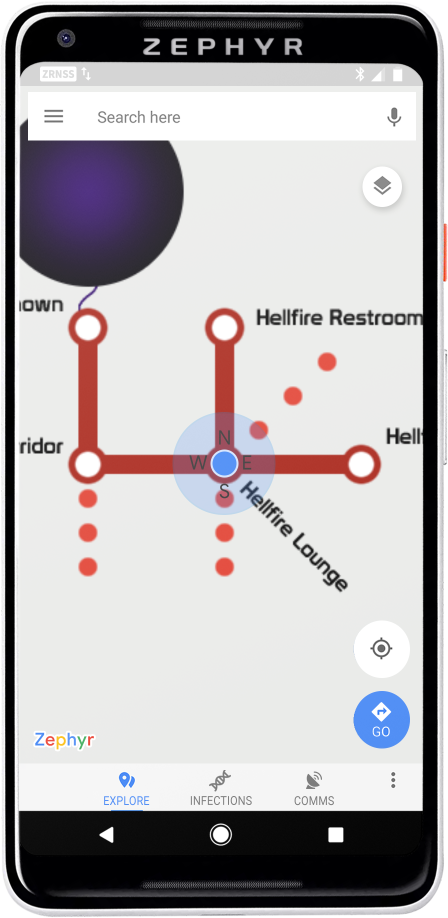 ZEPHYR
ZRNSS
Search here
nown
Hellfire Restroom
ridor
Hellf
N
W E
S
Hellfire Lounge
GO
Zephyr
EXPLORE INFECTIONS COMMS